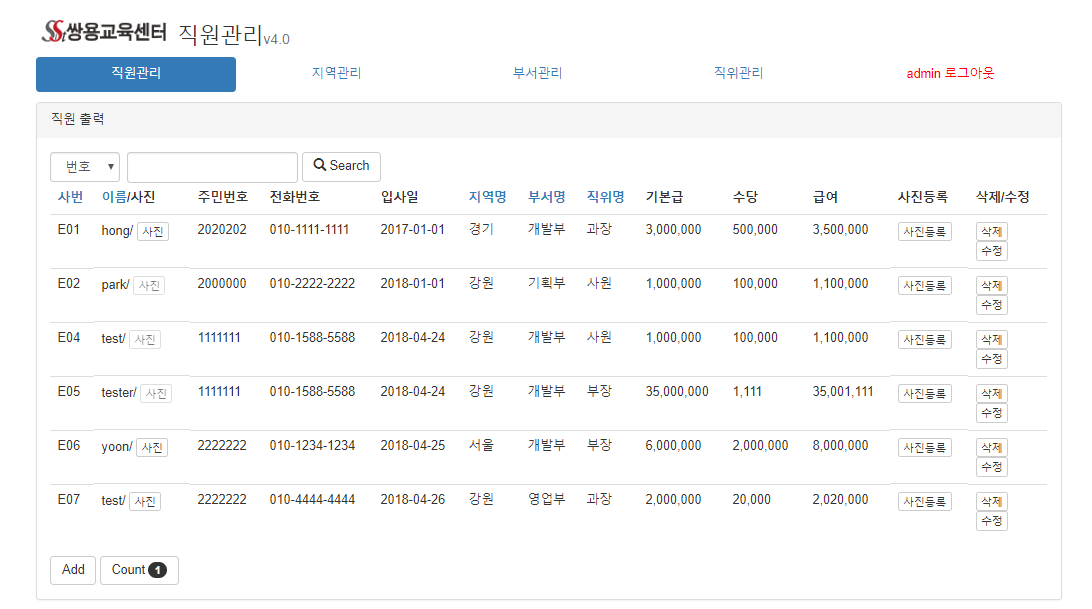 쌍용교육센터 직원관리v4.0
직원관리 지역관리 부서관리 직위관리 admin 로그아웃
직원 출력
번호 Search
사번 이름/사진 주민번호 전화번호 입사일 지역명 부서명 직위명 기본급 수당 급여 사진등록 삭제/수정
E01 hong/ 사진 2020202 010-1111-1111 2017-01-01 경기 개발부 과장 3,000,000 500,000 3,500,000 사진등록 삭제
수정
E02 park/ 사진 2000000 010-2222-2222 2018-01-01 강원 기획부 사원 1,000,000 100,000 1,100,000 사진등록 삭제
수정
E04 test/ 사진 1111111 010-1588-5588 2018-04-24 강원 개발부 사원 1,000,000 100,000 1,100,000 사진등록 삭제
수정
E05 tester/ 사진 1111111 010-1588-5588 2018-04-24 강원 개발부 부장 35,000,000 1,111 35,001,111 사진등록 삭제
수정
E06 yoon/ 사진 2222222 010-1234-1234 2018-04-25 서울 개발부 부장 6,000,000 2,000,000 8,000,000 사진등록 삭제
수정
E07 test/ 사진 2222222 010-4444-4444 2018-04-26 강원 영업부 과장 2,000,000 20,000 2,020,000 사진등록 삭제
수정
Add Count 1